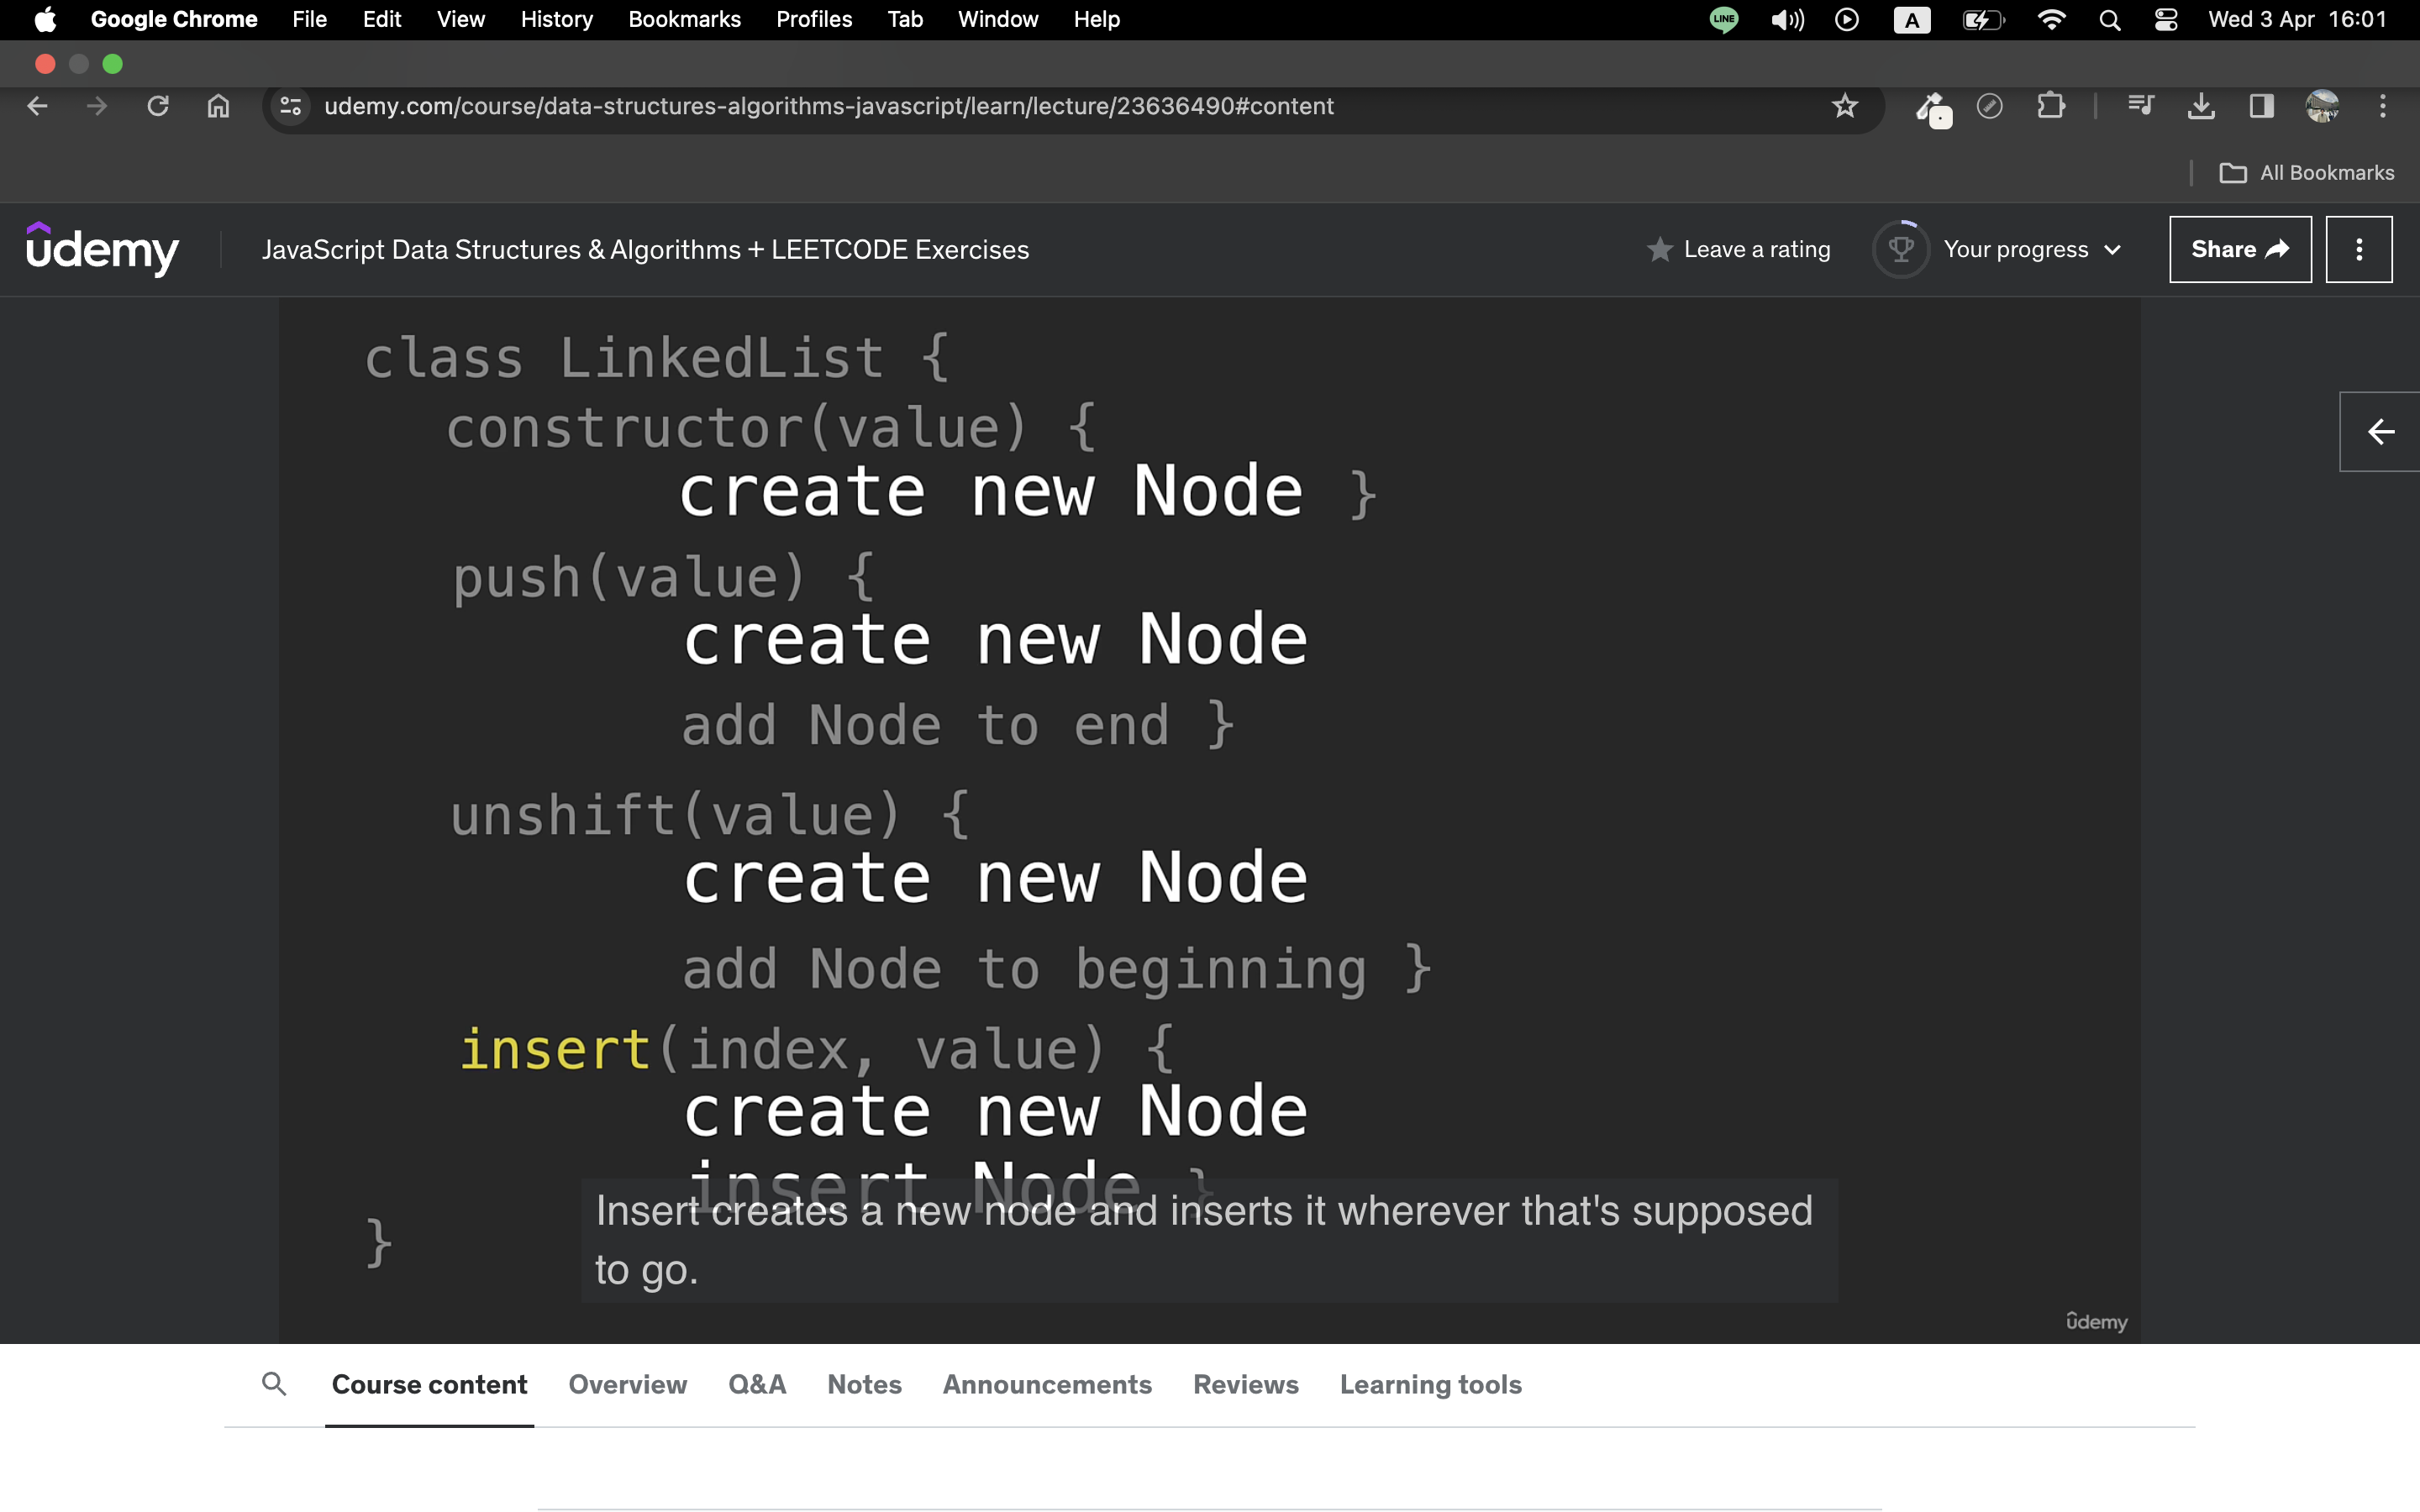 Google Chrome File Edit View History Bookmarks Profiles Tab Window Help LINE A Wed 3 Apr 16:01
udemy.com/course/data-structures-algorithms-javascript/learn/lecture/23636490#content
All Bookmarks
udemy JavaScript Data Structures & Algorithms + LEETCODE Exercises Leave a rating Your progress Share
class LinkedList {
constructor(value) {
create new Node }
push(value) {
create new Node
add Node to end }
unshift(value) {
create new Node
add Node to beginning }
insert(index, value) {
create new Node
insert Node }
Insert creates a new node and inserts it wherever that's supposed
to go.
}
udemy
Course content Overview Q&A Notes Announcements Reviews Learning tools